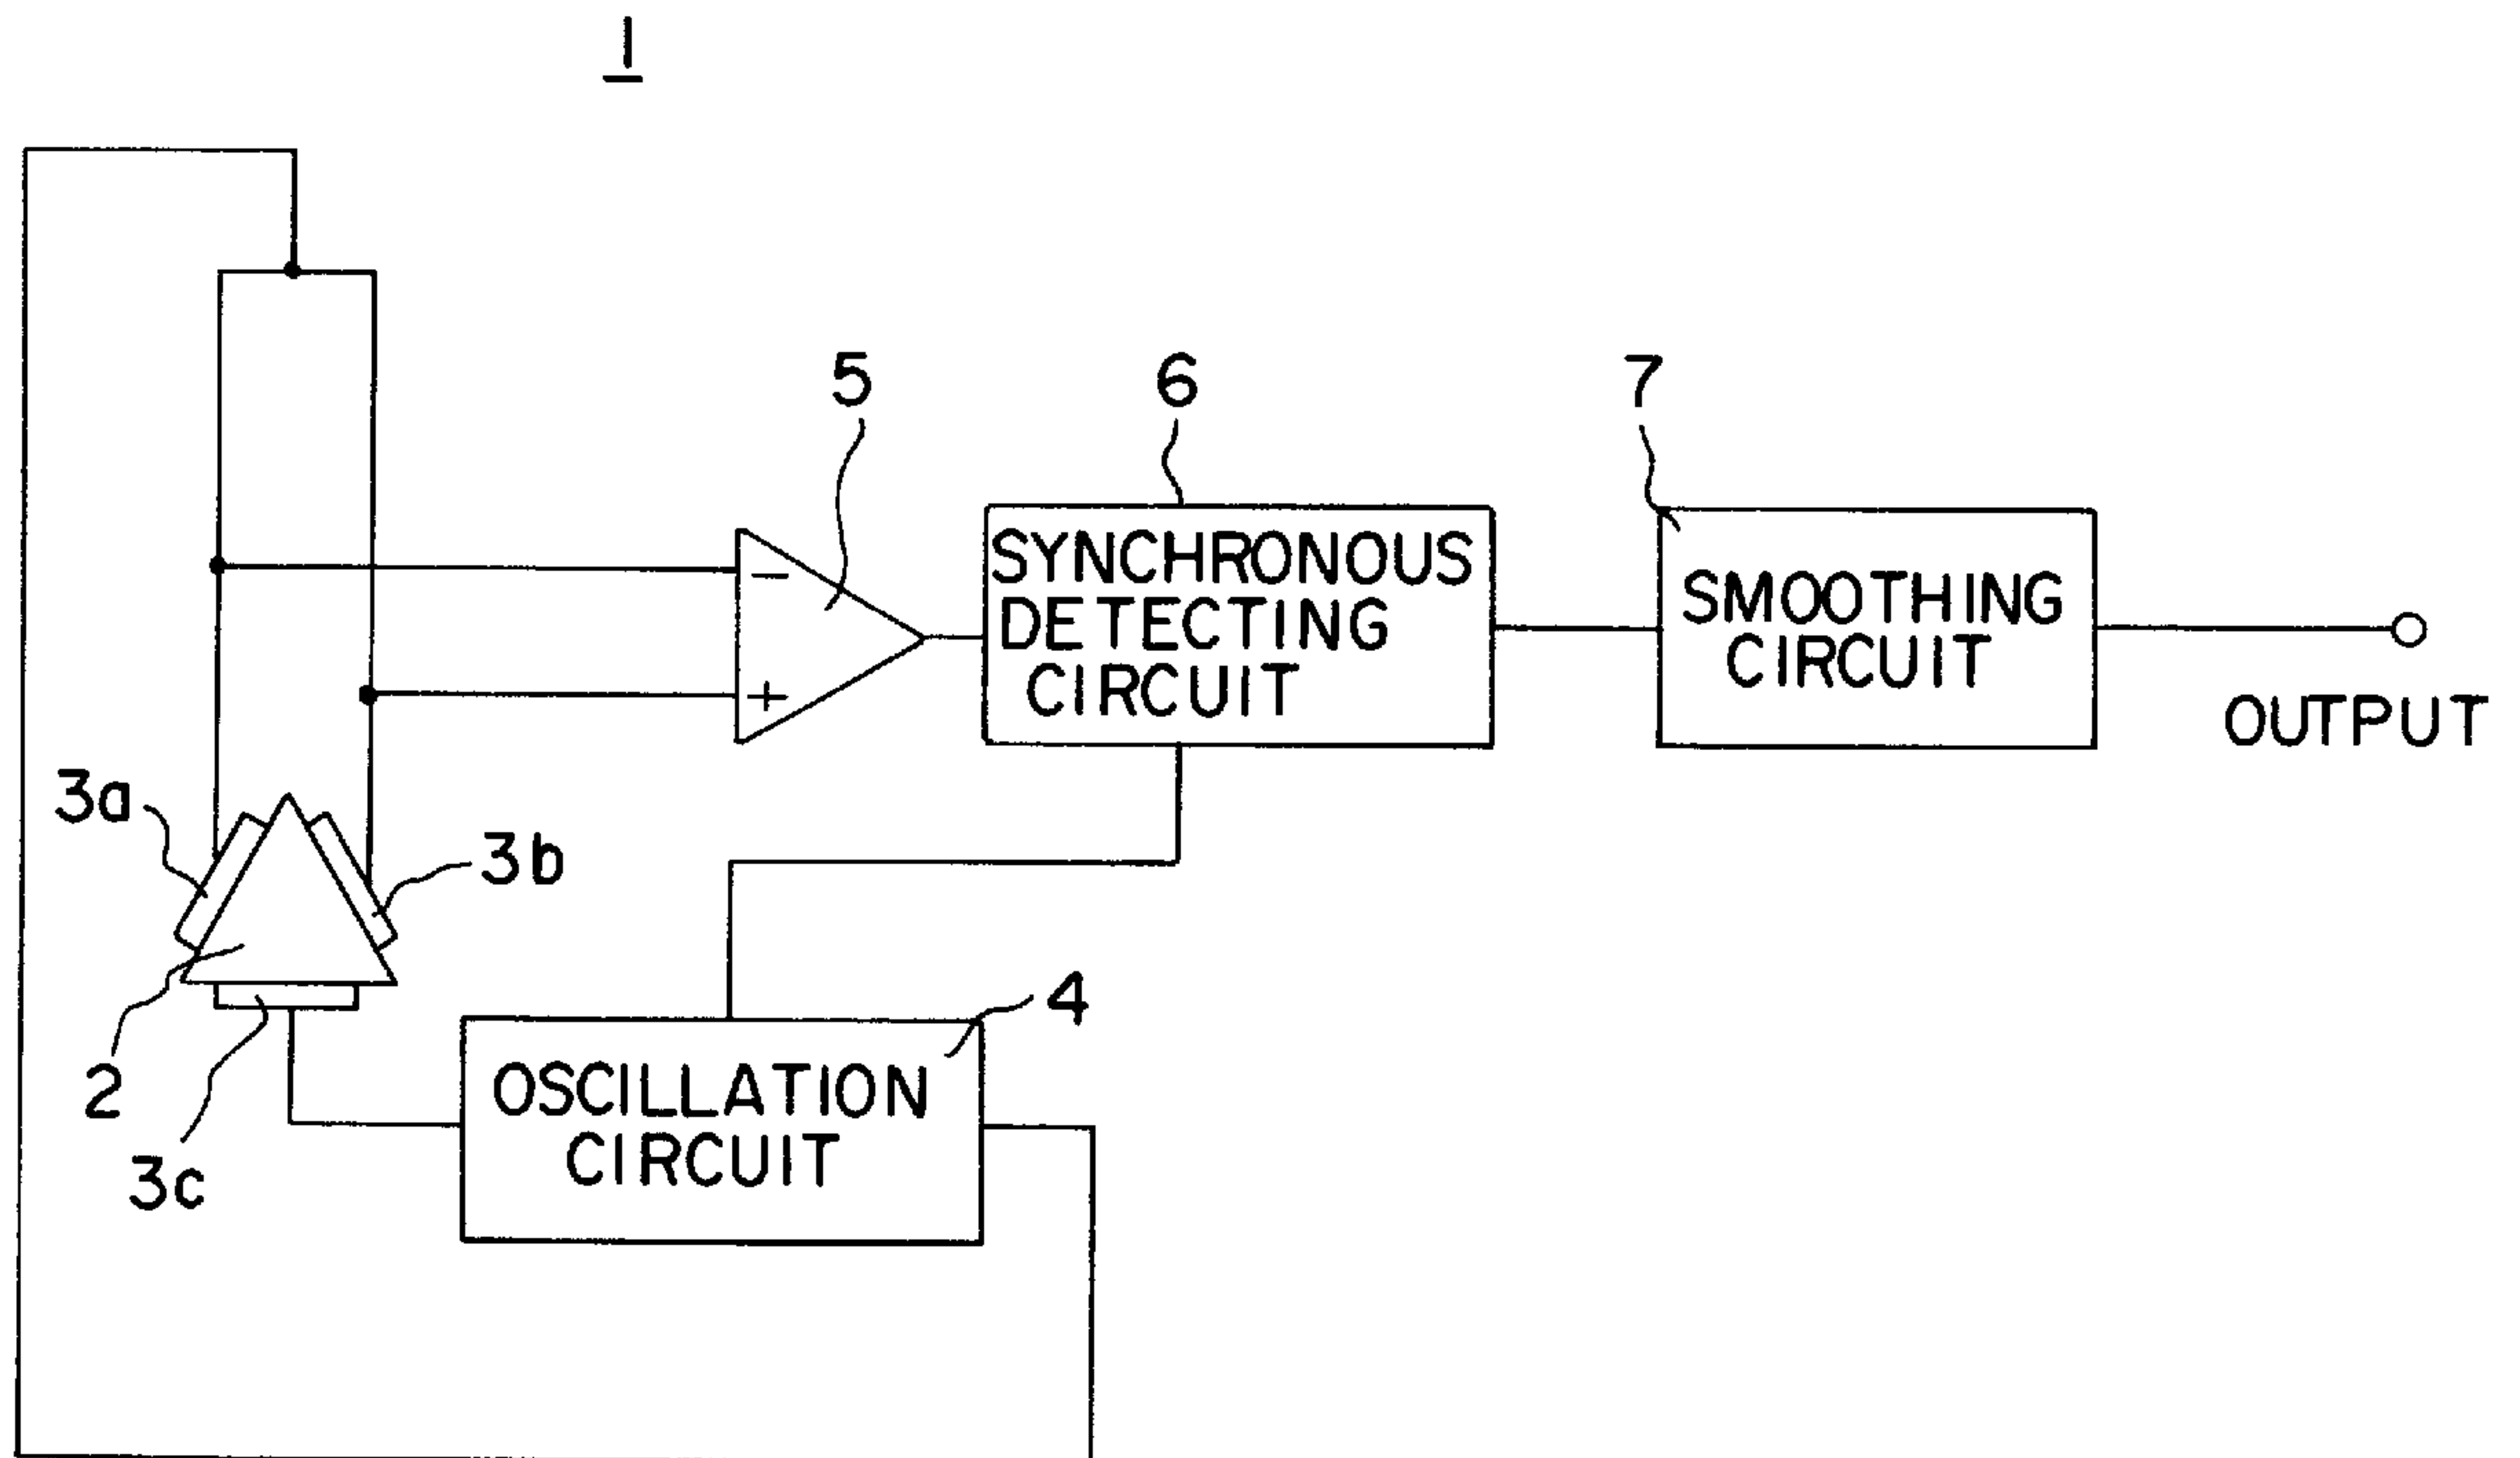 1
5
6
7
−
+
SYNCHRONOUS
DETECTING
CIRCUIT
SMOOTHING
CIRCUIT
OUTPUT
3a
3b
2
3c
4
OSCILLATION
CIRCUIT